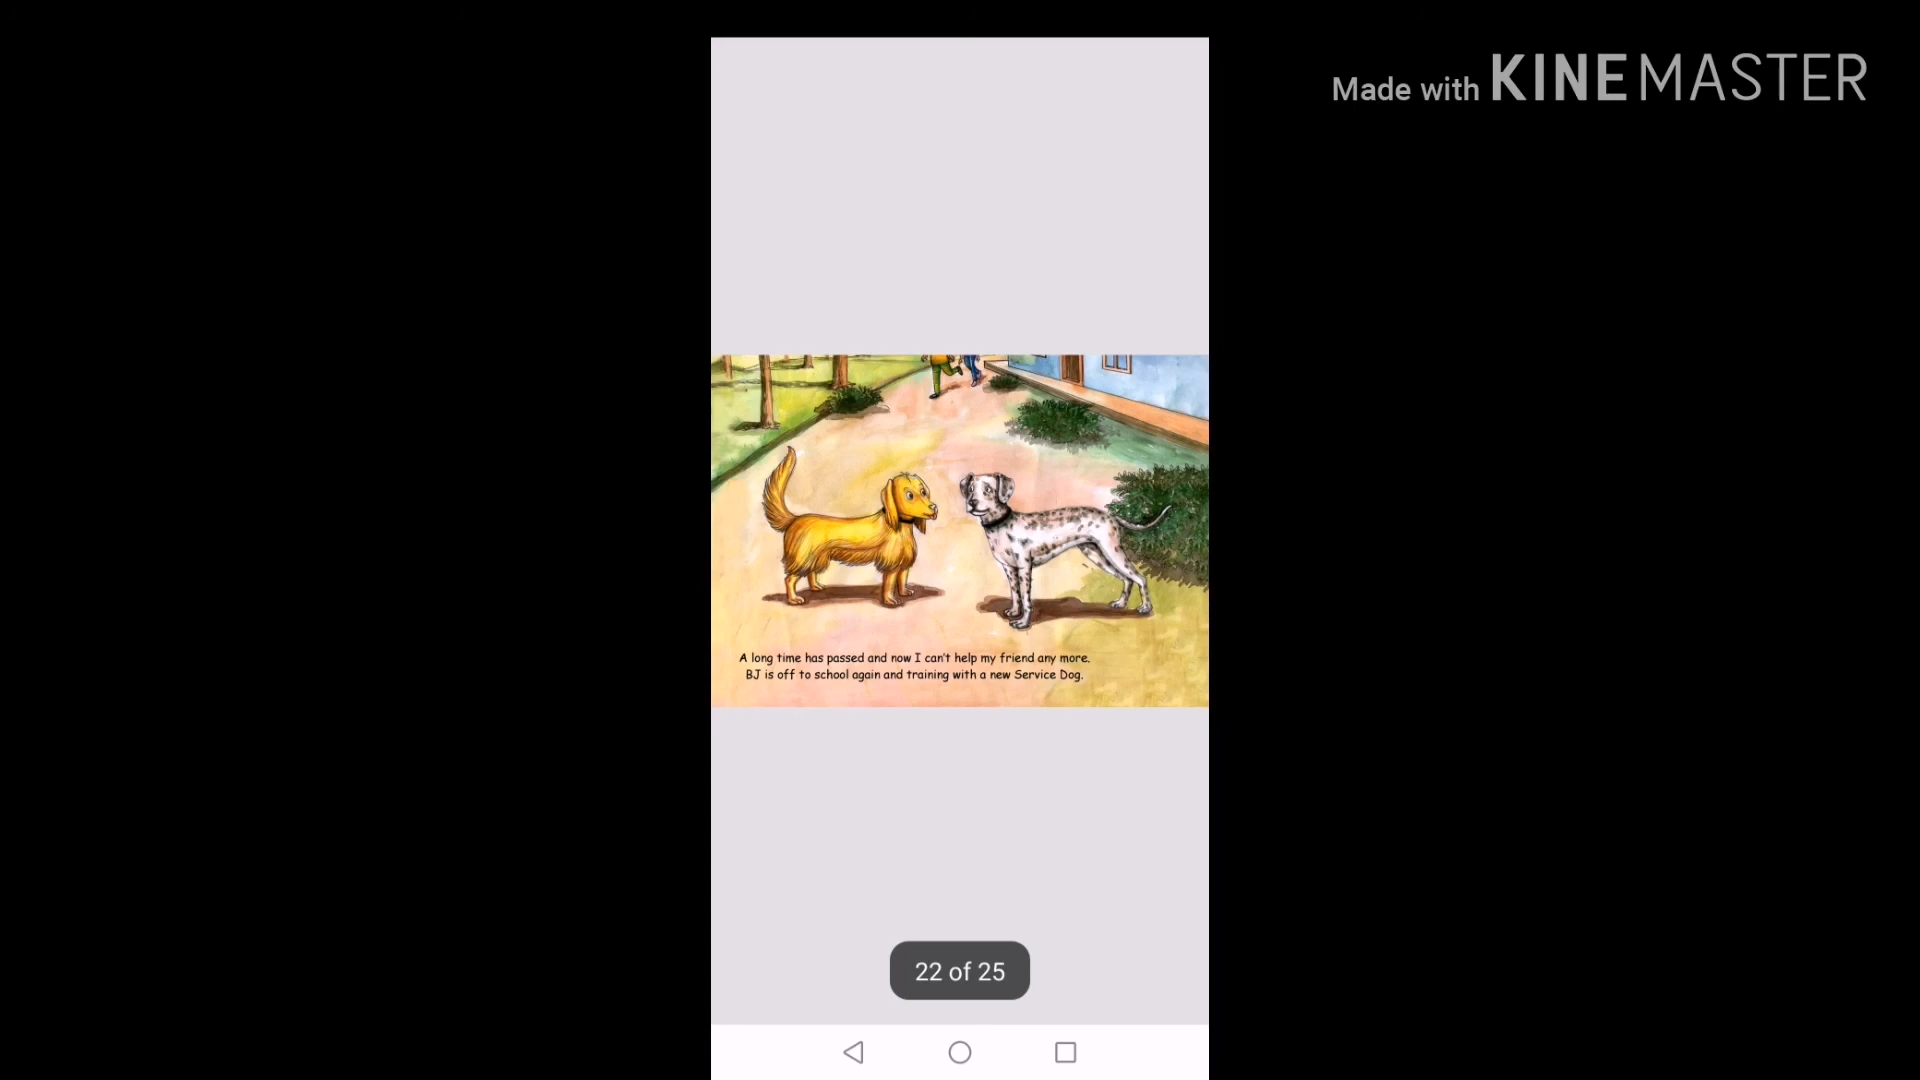 Made with KINEMASTER
A long time has passed and now I can't help my friend any more.
BJ is off to school again and training with a new Service Dog.
22 of 25